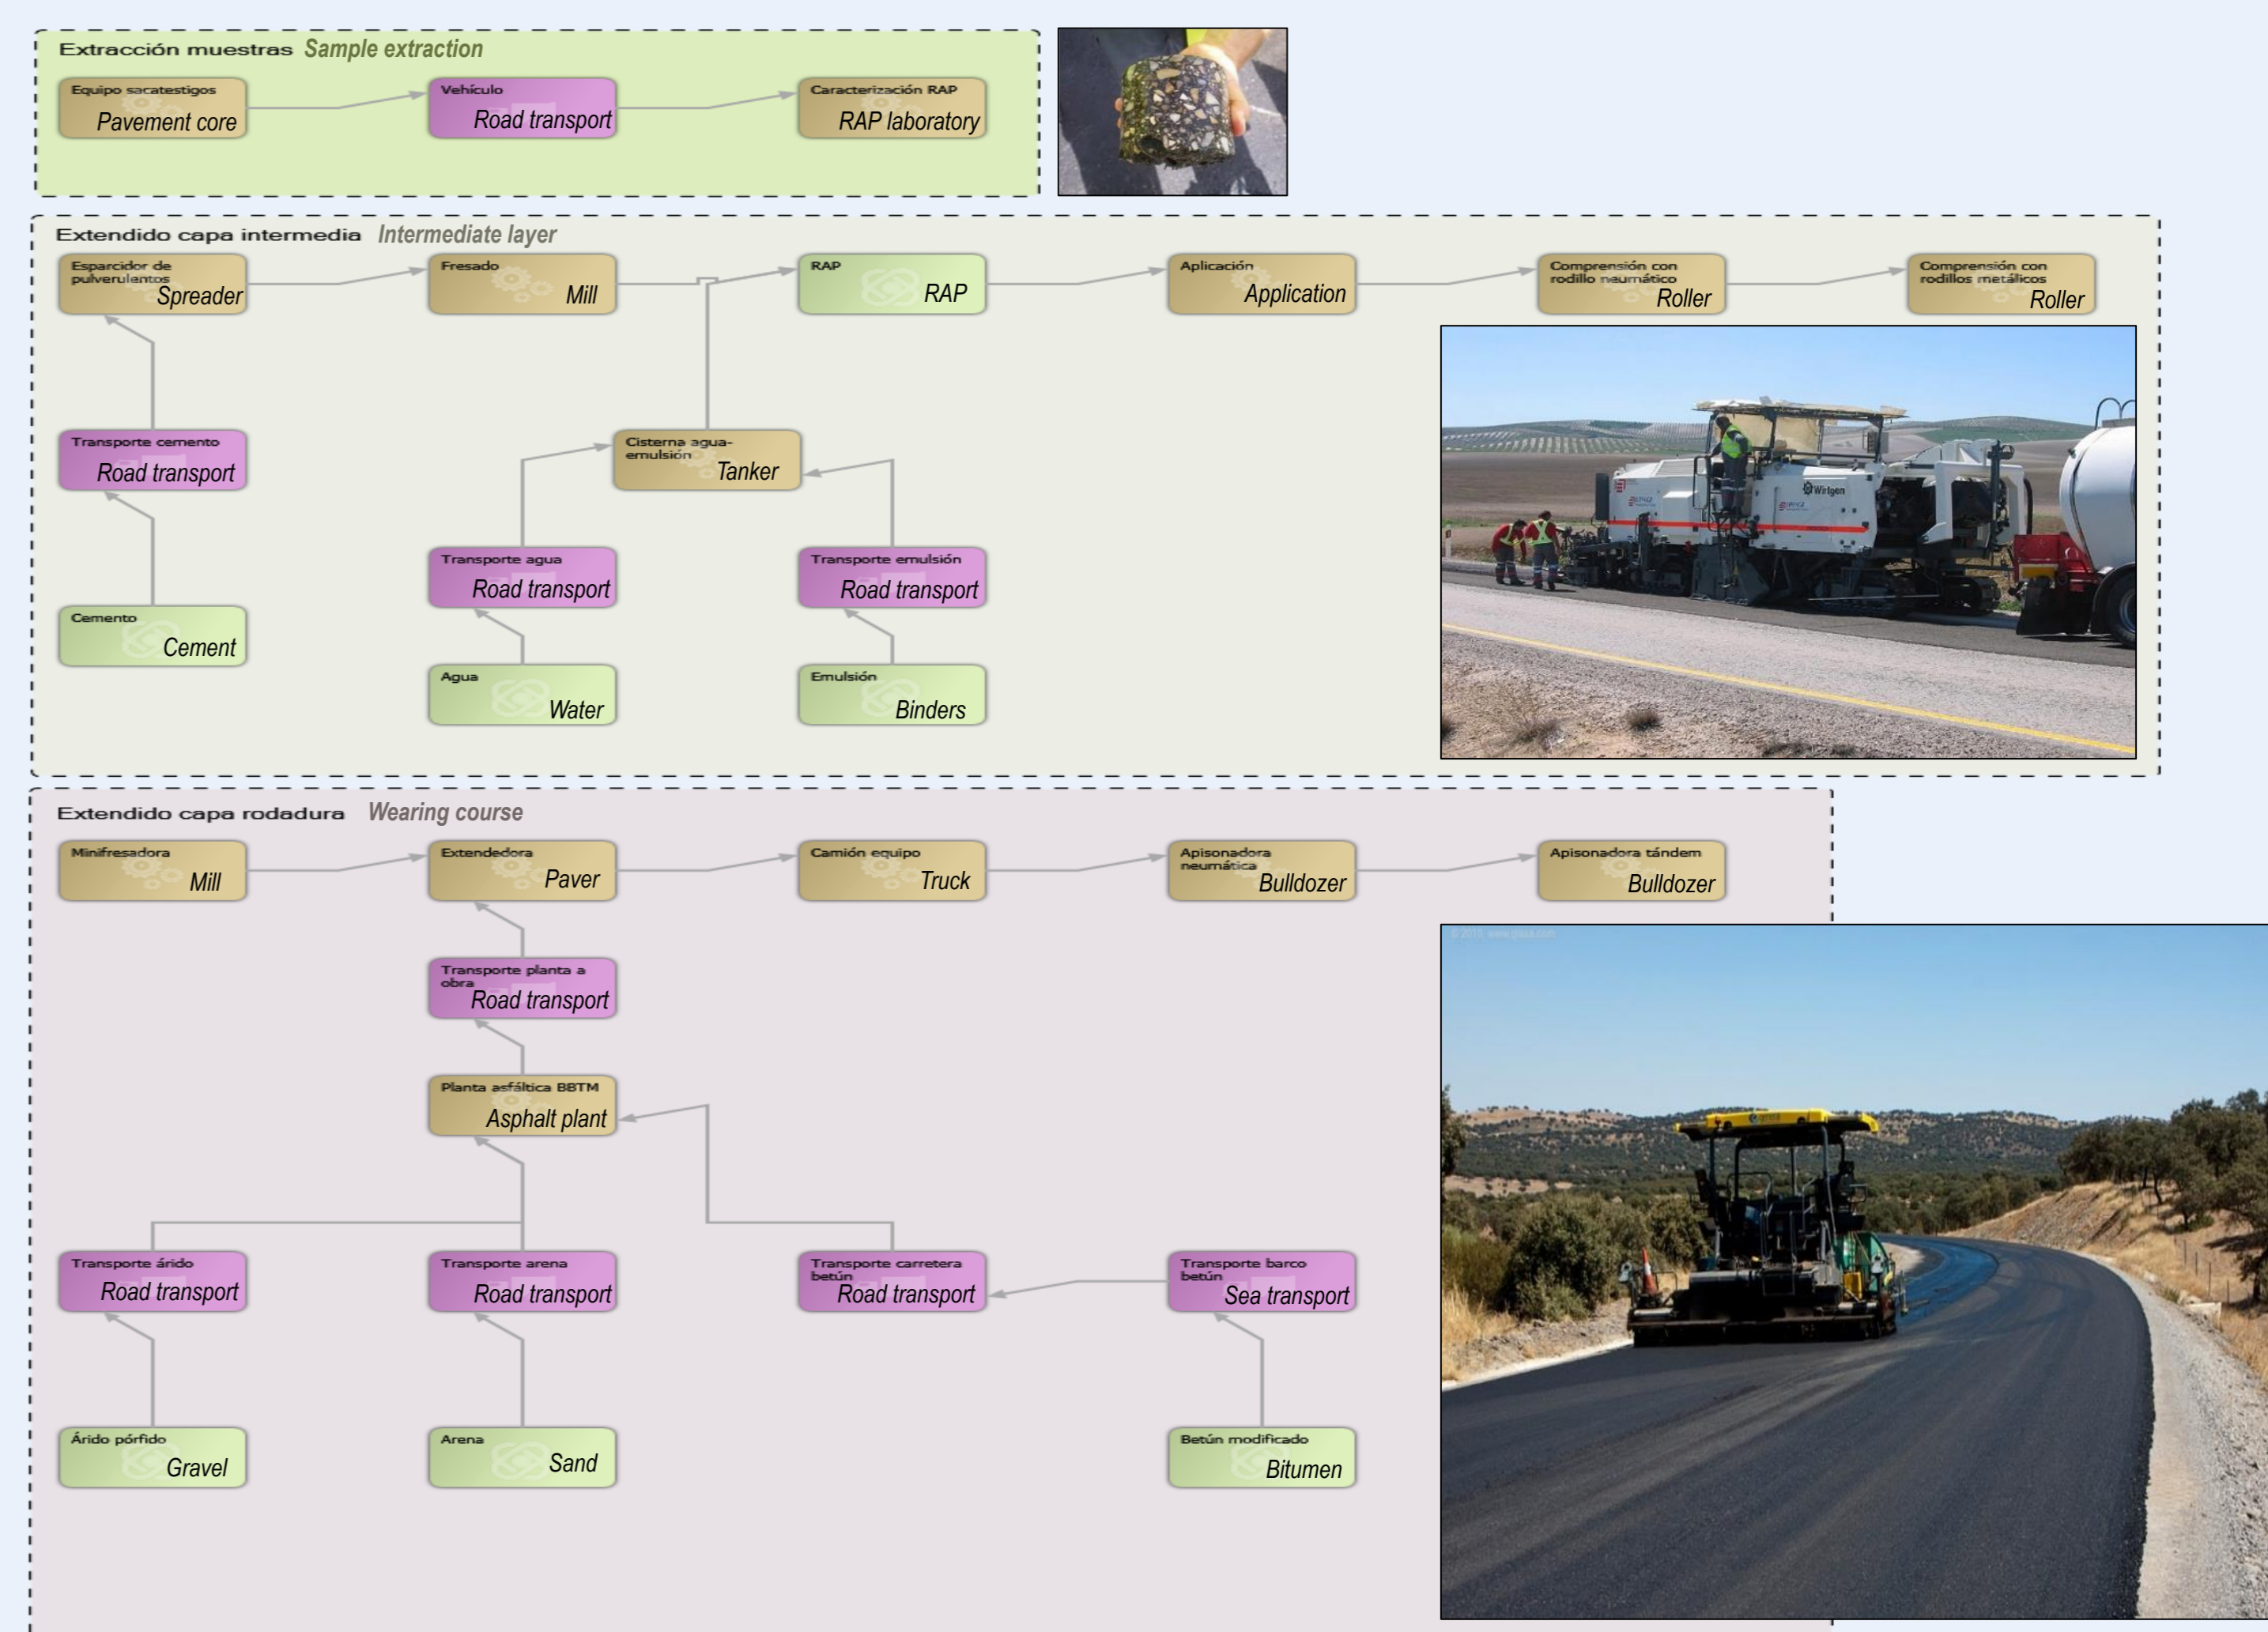 Extracción muestras Sample extraction
Equipo sacatestigos
Pavement core
Vehículo
Road transport
Caracterización RAP
RAP laboratory
Extendido capa intermedia Intermediate layer
Esparcidor de
pulverulentos
Spreader
Fresado
Mill
RAP
RAP
Aplicación
Application
Comprensión con
rodillo neumático
Roller
Comprensión con
rodillos metálicos
Roller
Transporte cemento
Road transport
Cisterna agua-
emulsión
Tanker
Transporte agua
Road transport
Transporte emulsión
Road transport
Cemento
Cement
Agua
Water
Emulsión
Binders
Wirtgen
Extendido capa rodadura Wearing course
Minifresadora
Mill
Extendedora
Paver
Camión equipo
Truck
Apisonadora
neumática
Bulldozer
Apisonadora tándem
Bulldozer
Transporte planta a
obra
Road transport
Planta asfáltica BBTM
Asphalt plant
Transporte árido
Road transport
Transporte arena
Road transport
Transporte carretera
betún
Road transport
Transporte barco
betún
Sea transport
Árido pórfido
Gravel
Arena
Sand
Betún modificado
Bitumen